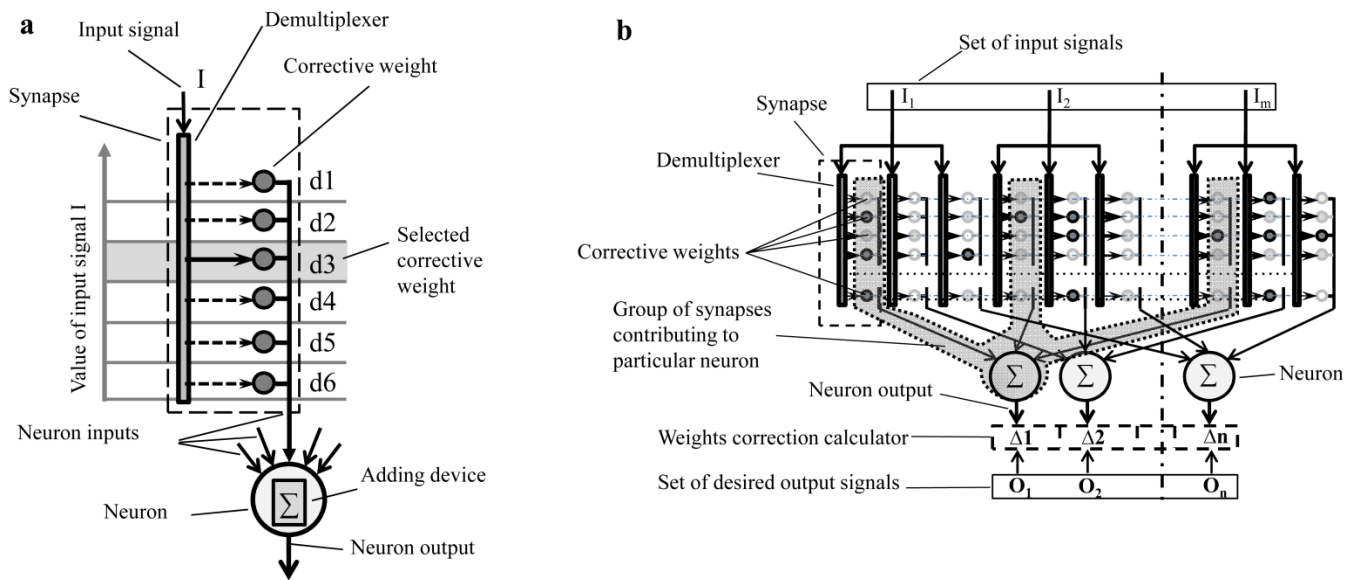 a
Input signal
Demultiplexer
I
Corrective weight
Synapse
Value of input signal I
d1
d2
d3
d4
d5
d6
Selected
corrective
weight
Neuron inputs
Adding device
Σ
Neuron
Neuron output
b
Set of input signals
I1 I2 Im
Synapse
Demultiplexer
Corrective weights
Group of synapses
contributing to
particular neuron
Σ Σ Σ
Neuron
Neuron output
Weights correction calculator
Δ1 Δ2 Δn
Set of desired output signals
O1 O2 On